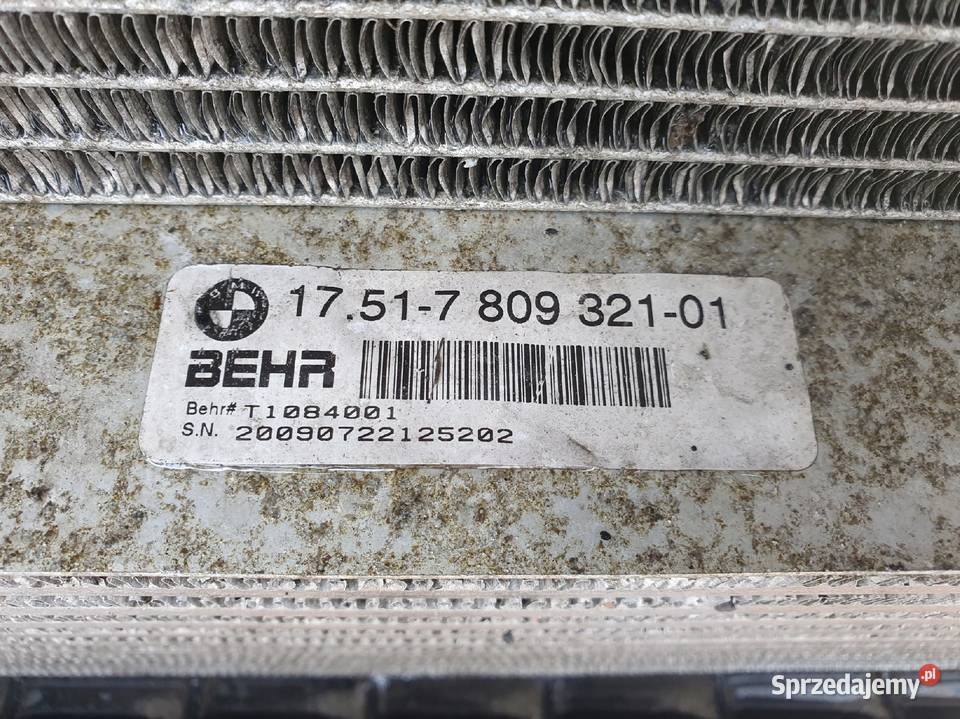 17.51-7 809 321-01
BEHR
Behr# T1084001
S.N. 20090722125202
Sprzedajemy.pl